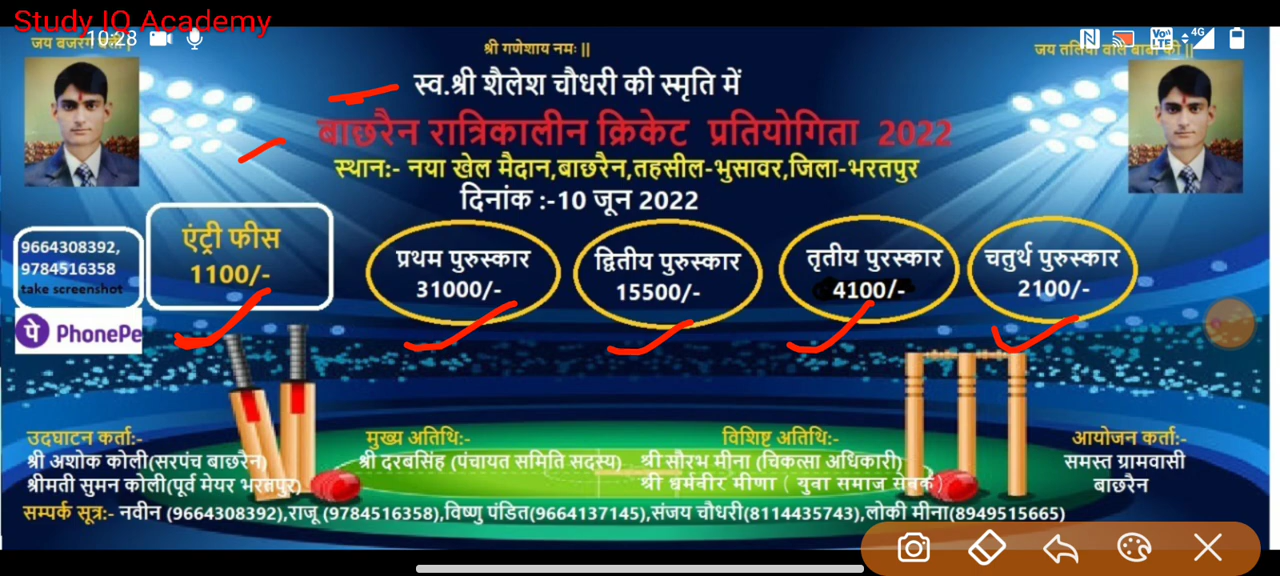 Study IQ Academy
10:28
VoLTE 4G
जय बजरंग बली |
श्री गणेशाय नमः ||
स्व.श्री शैलेश चौधरी की स्मृति में
बाछरैन रात्रिकालीन क्रिकेट प्रतियोगिता 2022
स्थान:- नया खेल मैदान,बाछरैन,तहसील-भुसावर,जिला-भरतपुर
दिनांक :-10 जून 2022
9664308392,
9784516358
take screenshot
पे PhonePe
एंट्री फीस
1100/-
प्रथम पुरुस्कार
31000/-
द्वितीय पुरुस्कार
15500/-
तृतीय पुरस्कार
4100/-
चतुर्थ पुरुस्कार
2100/-
उदघाटन कर्ता:-
श्री अशोक कोली(सरपंच बाछरैन)
श्रीमती सुमन कोली(पूर्व मेयर भरतपुर)
मुख्य अतिथि:-
श्री दरबसिंह (पंचायत समिति सदस्य)
विशिष्ट अतिथि:-
श्री सौरभ मीना (चिकत्सा अधिकारी)
श्री धर्मवीर मीणा ( युवा समाज सेवक)
आयोजन कर्ता:-
समस्त ग्रामवासी
बाछरैन
सम्पर्क सूत्र:- नवीन (9664308392),राजू (9784516358),विष्णु पंडित(9664137145),संजय चौधरी(8114435743),लोकी मीना(8949515665)